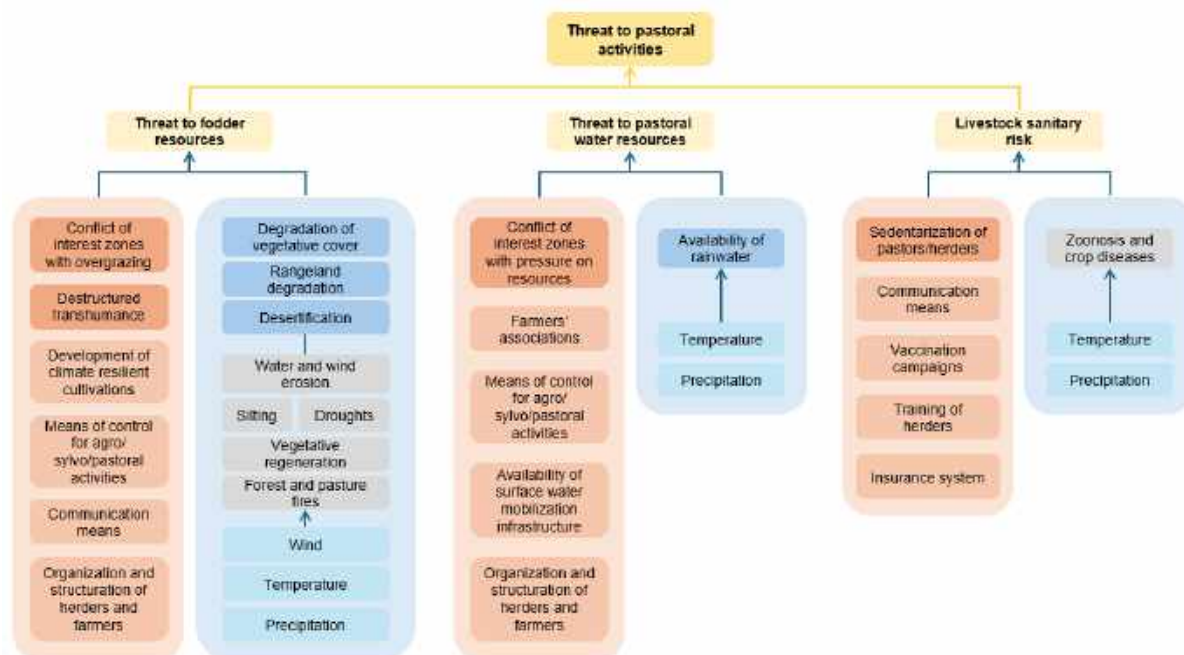 Threat to pastoral
activities
Threat to fodder
resources
Threat to pastoral
water resources
Livestock sanitary
risk
Conflict of
interest zones
with overgrazing
Destructured
transhumance
Development of
climate resilient
cultivations
Means of control
for agro/
sylvo/pastoral
activities
Communication
means
Organization and
structuration of
herders and
farmers
Degradation of
vegetative cover
Rangeland
degradation
Desertification
Water and wind
erosion
Silting
Droughts
Vegetative
regeneration
Forest and pasture
fires
Wind
Temperature
Precipitation
Conflict of
interest zones
with pressure on
resources
Farmers'
associations
Means of control
for agro/
sylvo/pastoral
activities
Availability of
surface water
mobilization
infrastructure
Organization and
structuration of
herders and
farmers
Availability of
rainwater
Temperature
Precipitation
Sedentarization of
pastors/herders
Communication
means
Vaccination
campaigns
Training of
herders
Insurance system
Zoonosis and
crop diseases
Temperature
Precipitation